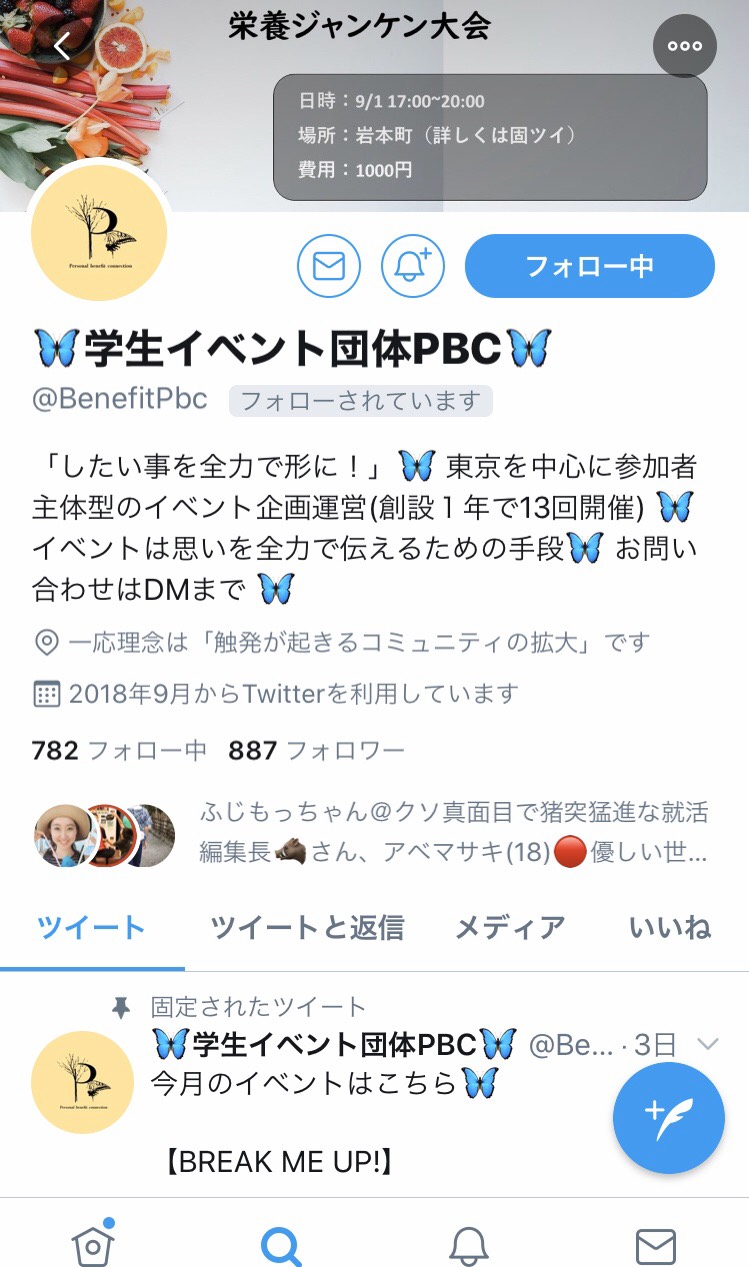 栄養ジャンケン大会
日時：9/1 17:00~20:00
場所：岩本町（詳しくは固ツイ）
費用：1000円
Personal benefit connection
フォロー中
🦋学生イベント団体PBC🦋
@BenefitPbc フォローされています
「したい事を全力で形に！」🦋 東京を中心に参加者
主体型のイベント企画運営(創設１年で13回開催) 🦋
イベントは思いを全力で伝えるための手段🦋 お問い
合わせはDMまで 🦋
一応理念は「触発が起きるコミュニティの拡大」です
2018年9月からTwitterを利用しています
782 フォロー中 887 フォロワー
ふじもっちゃん＠クソ真面目で猪突猛進な就活
編集長🐗さん、アベマサキ(18)🔴優しい世...
ツイート ツイートと返信 メディア いいね
固定されたツイート
🦋学生イベント団体PBC🦋 @Be... · 3日
今月のイベントはこちら🦋
Personal benefit connection
【BREAK ME UP!】